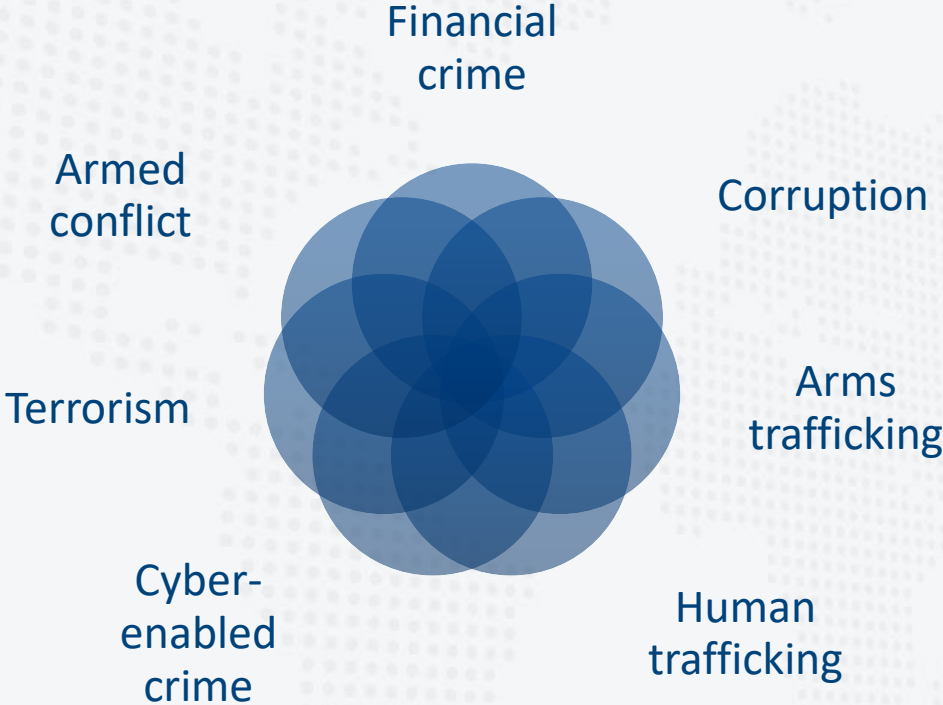 Financial
crime
Armed
conflict
Corruption
Terrorism
Arms
trafficking
Cyber-
enabled
crime
Human
trafficking